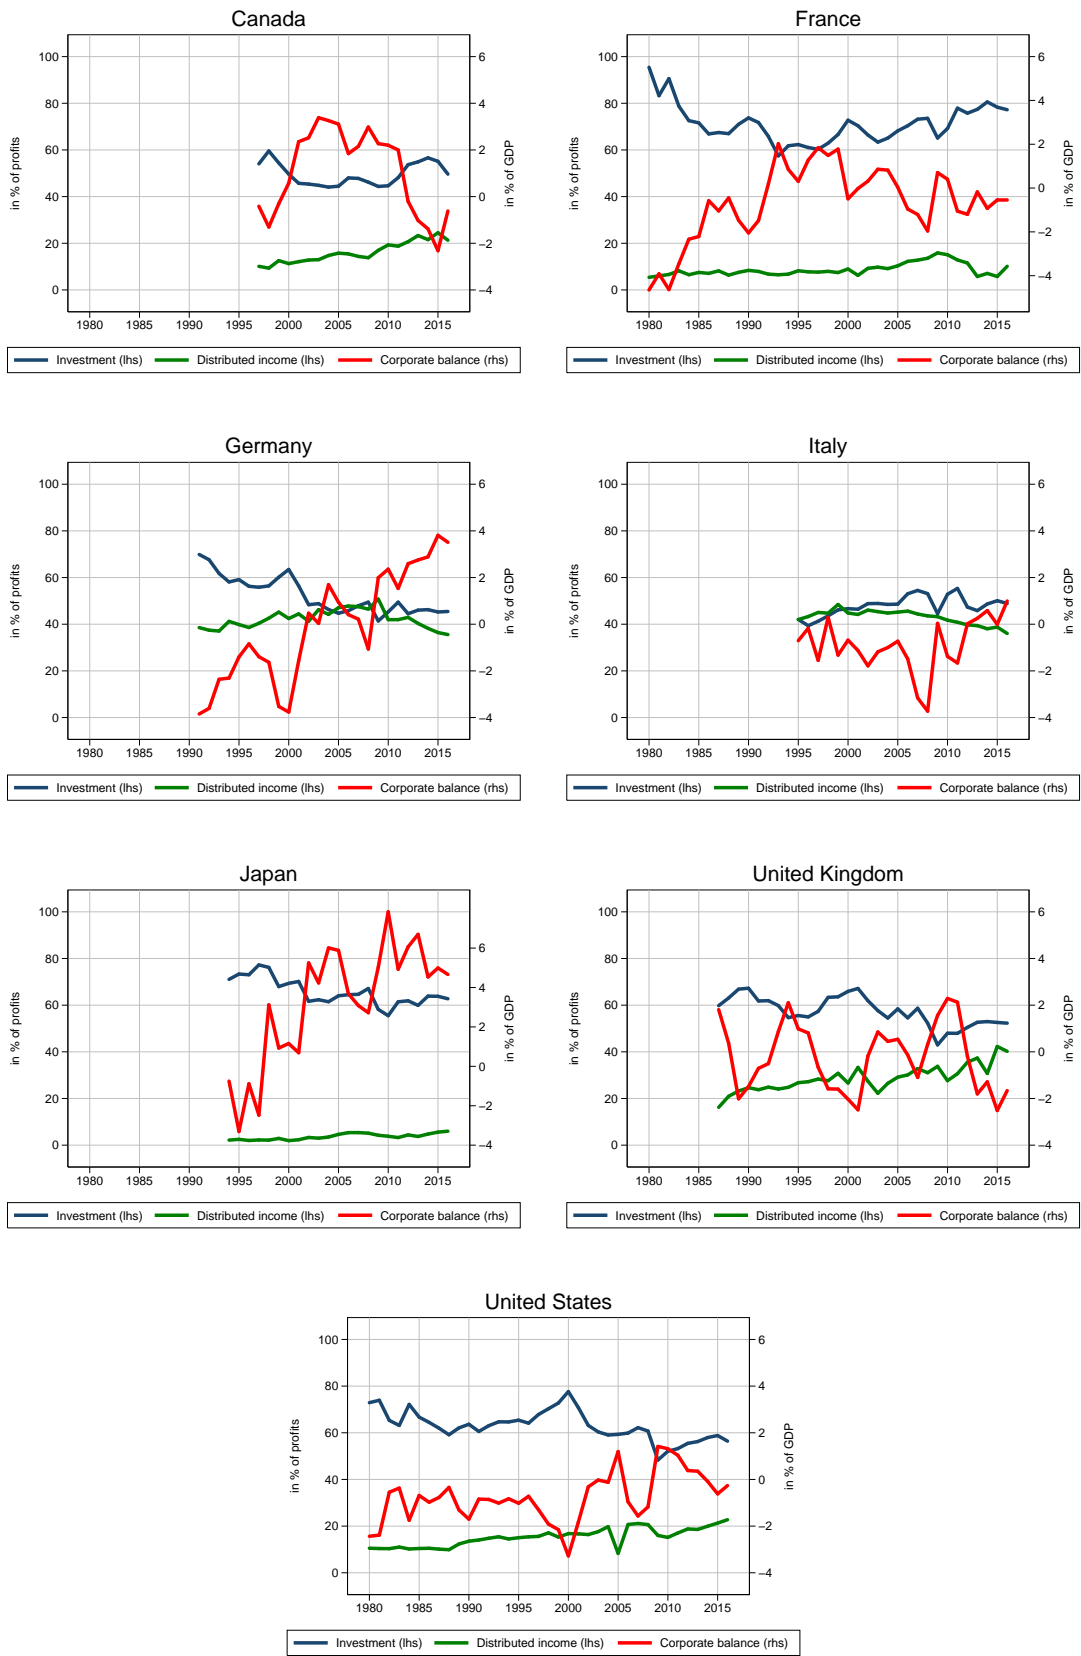 Canada
100
80
60
40
20
0
in % of profits
6
4
2
0
−2
−4
in % of GDP
1980 1985 1990 1995 2000 2005 2010 2015
Investment (lhs) Distributed income (lhs) Corporate balance (rhs)
France
100
80
60
40
20
0
in % of profits
6
4
2
0
−2
−4
in % of GDP
1980 1985 1990 1995 2000 2005 2010 2015
Investment (lhs) Distributed income (lhs) Corporate balance (rhs)
Germany
100
80
60
40
20
0
in % of profits
6
4
2
0
−2
−4
in % of GDP
1980 1985 1990 1995 2000 2005 2010 2015
Investment (lhs) Distributed income (lhs) Corporate balance (rhs)
Italy
100
80
60
40
20
0
in % of profits
6
4
2
0
−2
−4
in % of GDP
1980 1985 1990 1995 2000 2005 2010 2015
Investment (lhs) Distributed income (lhs) Corporate balance (rhs)
Japan
100
80
60
40
20
0
in % of profits
6
4
2
0
−2
−4
in % of GDP
1980 1985 1990 1995 2000 2005 2010 2015
Investment (lhs) Distributed income (lhs) Corporate balance (rhs)
United Kingdom
100
80
60
40
20
0
in % of profits
6
4
2
0
−2
−4
in % of GDP
1980 1985 1990 1995 2000 2005 2010 2015
Investment (lhs) Distributed income (lhs) Corporate balance (rhs)
United States
100
80
60
40
20
0
in % of profits
6
4
2
0
−2
−4
in % of GDP
1980 1985 1990 1995 2000 2005 2010 2015
Investment (lhs) Distributed income (lhs) Corporate balance (rhs)